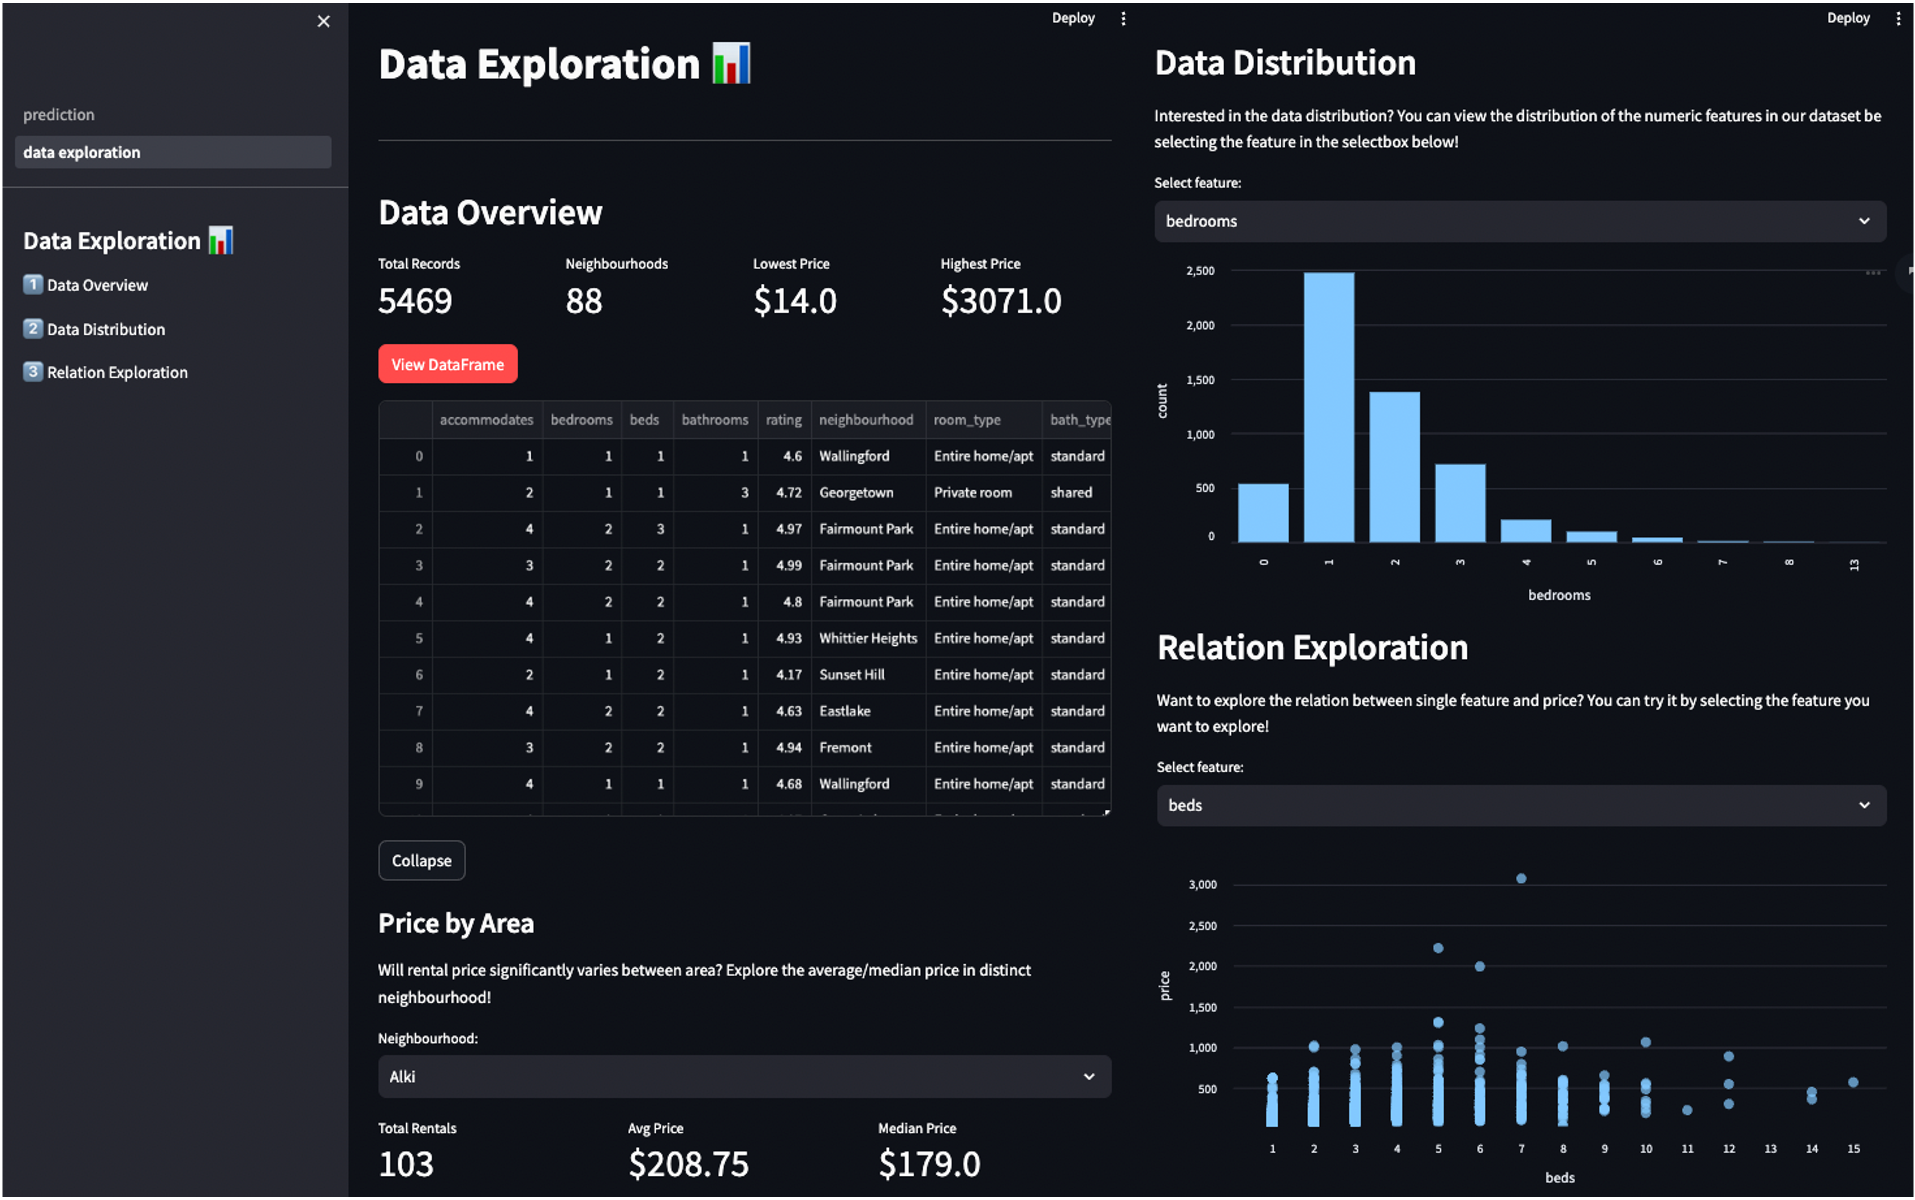 prediction
data exploration
Data Exploration
1 Data Overview
2 Data Distribution
3 Relation Exploration
Deploy
Data Exploration
Data Overview
Total Records Neighbourhoods Lowest Price Highest Price
5469 88 $14.0 $3071.0
View DataFrame
accommodates bedrooms beds bathrooms rating neighbourhood room_type bath_type
0 1 1 1 1 4.6 Wallingford Entire home/apt standard
1 2 1 1 3 4.72 Georgetown Private room shared
2 4 2 3 1 4.97 Fairmount Park Entire home/apt standard
3 3 2 2 1 4.99 Fairmount Park Entire home/apt standard
4 4 2 2 1 4.8 Fairmount Park Entire home/apt standard
5 4 1 2 1 4.93 Whittier Heights Entire home/apt standard
6 2 1 2 1 4.17 Sunset Hill Entire home/apt standard
7 4 2 2 1 4.63 Eastlake Entire home/apt standard
8 3 2 2 1 4.94 Fremont Entire home/apt standard
9 4 1 1 1 4.68 Wallingford Entire home/apt standard
Collapse
Price by Area
Will rental price significantly varies between area? Explore the average/median price in distinct
neighbourhood!
Neighbourhood:
Alki
Total Rentals Avg Price Median Price
103 $208.75 $179.0
Deploy
Data Distribution
Interested in the data distribution? You can view the distribution of the numeric features in our dataset be
selecting the feature in the selectbox below!
Select feature:
bedrooms
2,500
2,000
1,500
1,000
500
0
count
0 1 2 3 4 5 6 7 8 13
bedrooms
Relation Exploration
Want to explore the relation between single feature and price? You can try it by selecting the feature you
want to explore!
Select feature:
beds
3,000
2,500
2,000
1,500
1,000
500
price
1 2 3 4 5 6 7 8 9 10 11 12 13 14 15
beds